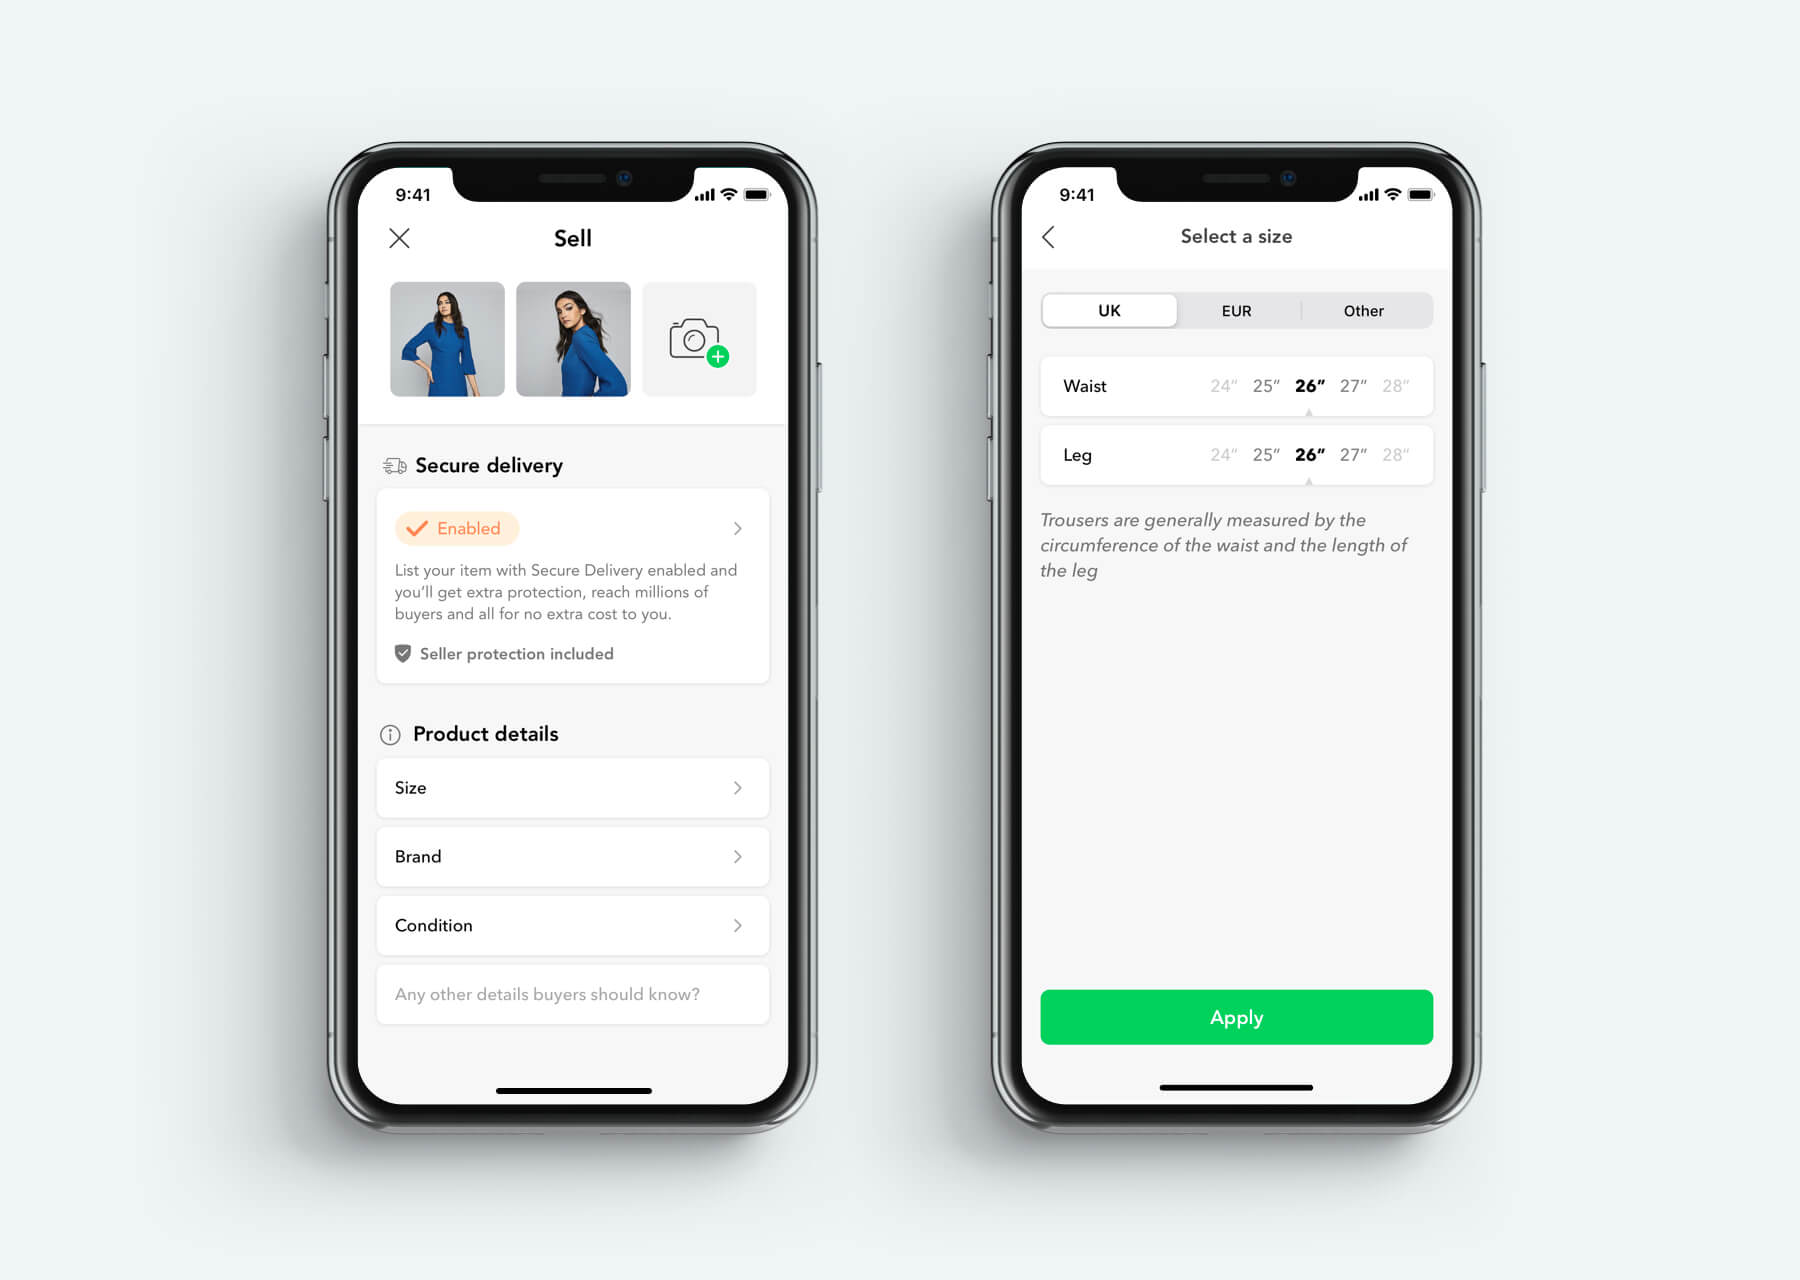 9:41
Sell
Secure delivery
Enabled
List your item with Secure Delivery enabled and
you'll get extra protection, reach millions of
buyers and all for no extra cost to you.
Seller protection included
Product details
Size
Brand
Condition
Any other details buyers should know?
9:41
Select a size
UK EUR Other
Waist 24" 25" 26" 27" 28"
Leg 24" 25" 26" 27" 28"
Trousers are generally measured by the
circumference of the waist and the length of
the leg
Apply